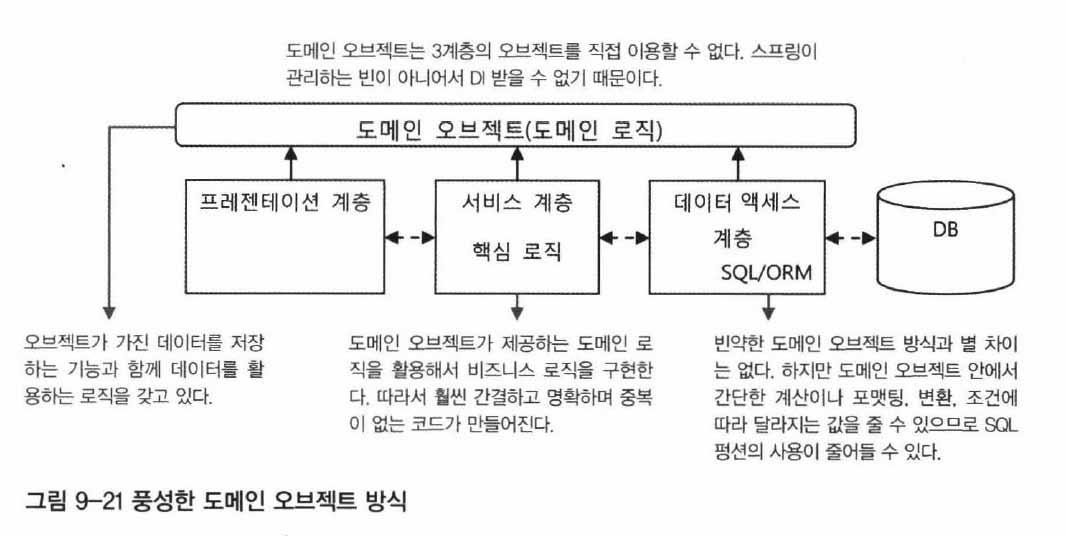 도메인 오브젝트는 3계층의 오브젝트를 직접 이용할 수 없다. 스프링이
관리하는 빈이 아니어서 DI 받을 수 없기 때문이다.
도메인 오브젝트(도메인 로직)
프레젠테이션 계층
서비스 계층
핵심 로직
데이터 액세스
계층
SQL/ORM
DB
오브젝트가 가진 데이터를 저장
하는 기능과 함께 데이터를 활
용하는 로직을 갖고 있다.
도메인 오브젝트가 제공하는 도메인 로
직을 활용해서 비즈니스 로직을 구현한
다. 따라서 훨씬 간결하고 명확하며 중복
이 없는 코드가 만들어진다.
빈약한 도메인 오브젝트 방식과 별 차이
는 없다. 하지만 도메인 오브젝트 안에서
간단한 계산이나 포맷팅, 변환, 조건에
따라 달라지는 값을 줄 수 있으므로 SQL
펑션의 사용이 줄어들 수 있다.
그림 9-21 풍성한 도메인 오브젝트 방식